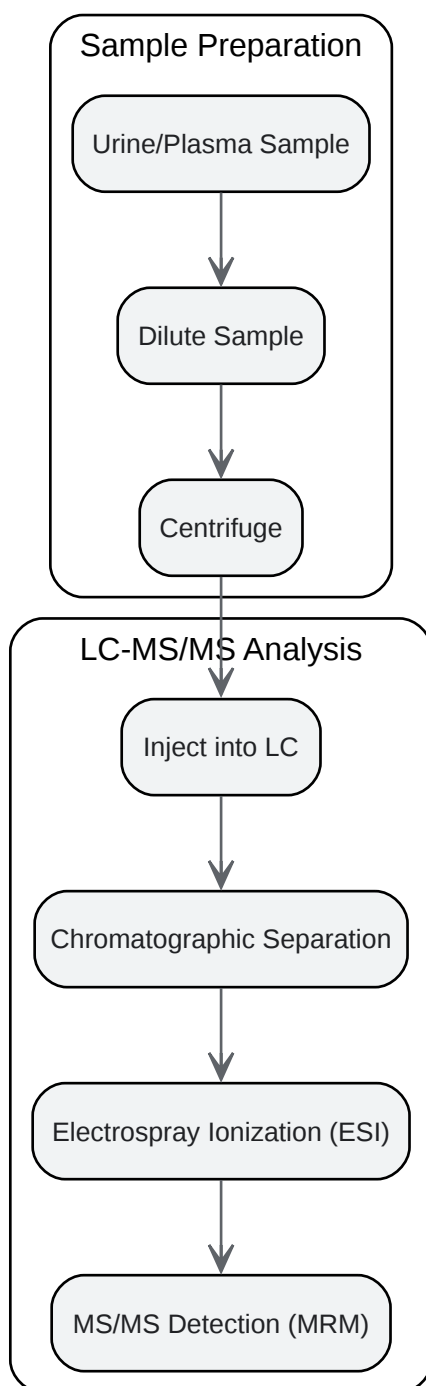 Sample Preparation
Urine/Plasma Sample
Dilute Sample
Centrifuge
LC-MS/MS Analysis
Inject into LC
Chromatographic Separation
Electrospray Ionization (ESI)
MS/MS Detection (MRM)